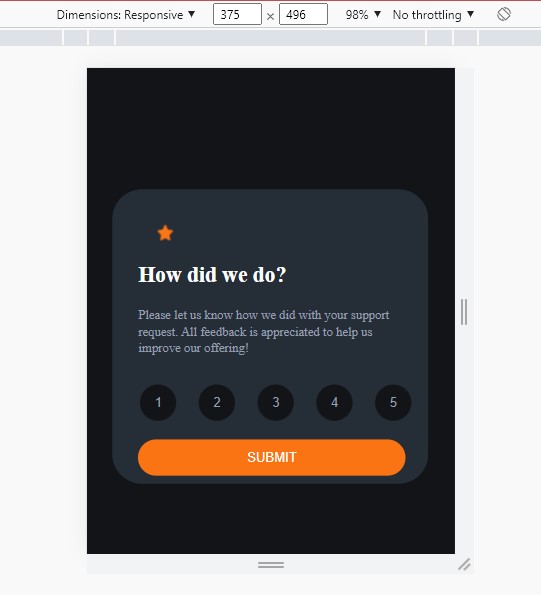 Dimensions: Responsive ▼ 375 × 496 98% ▼ No throttling ▼
How did we do?
Please let us know how we did with your support
request. All feedback is appreciated to help us
improve our offering!
1 2 3 4 5
SUBMIT